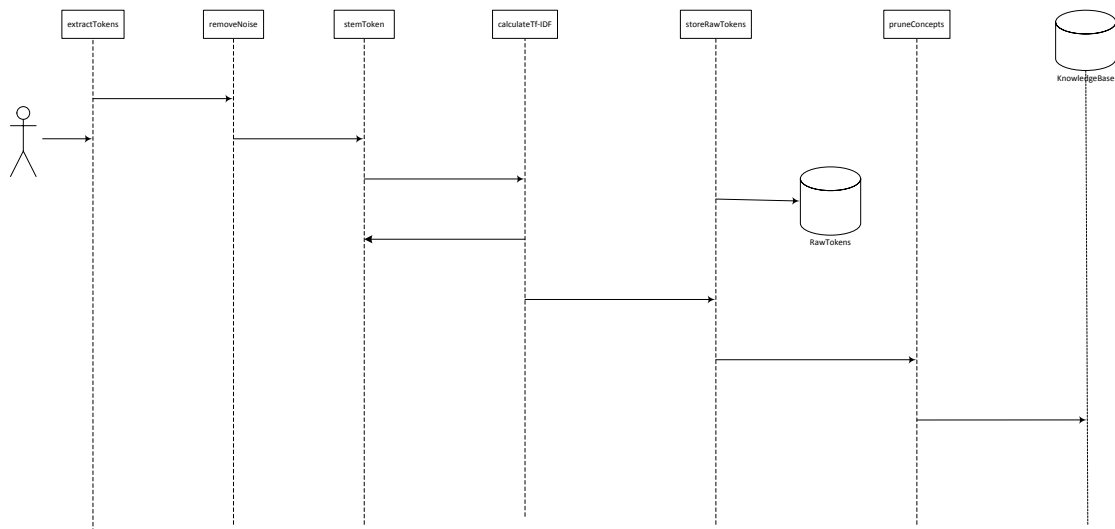 extractTokens
removeNoise
stemToken
calculateTf-IDF
storeRawTokens
pruneConcepts
KnowledgeBase
RawTokens